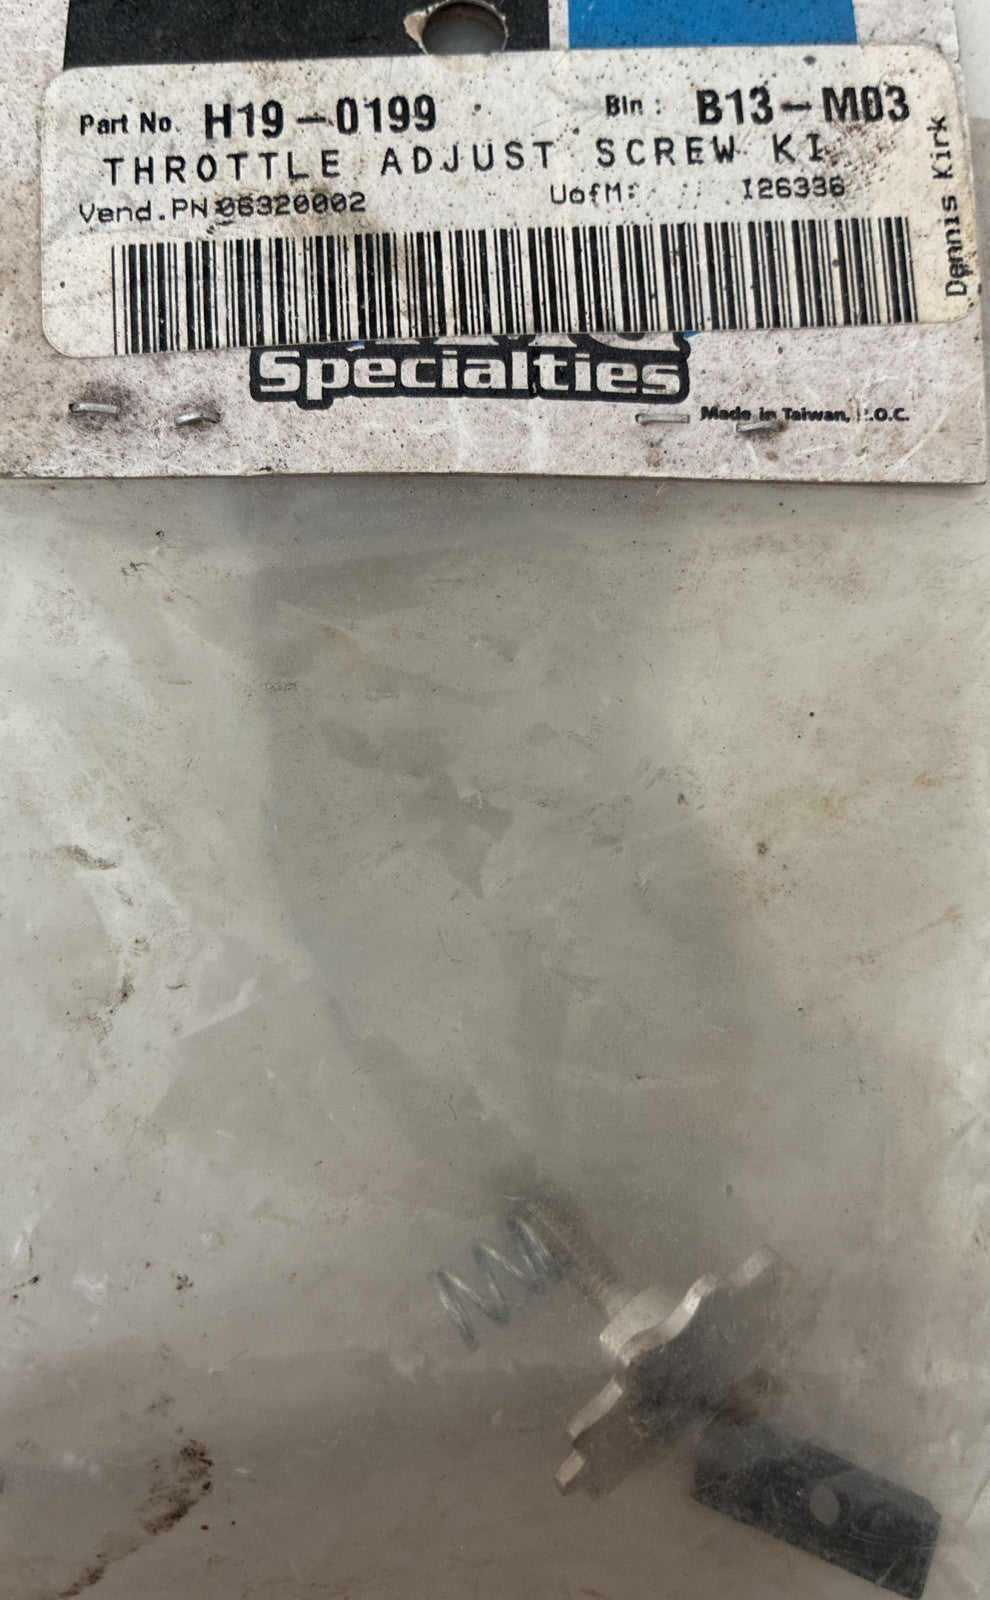 Part No. H19-0199 Bin: B13-M03
THROTTLE ADJUST SCREW KI
Vend.PN 06320002 UofM: I26336
Dennis Kirk
Specialties
Made in Taiwan, R.O.C.